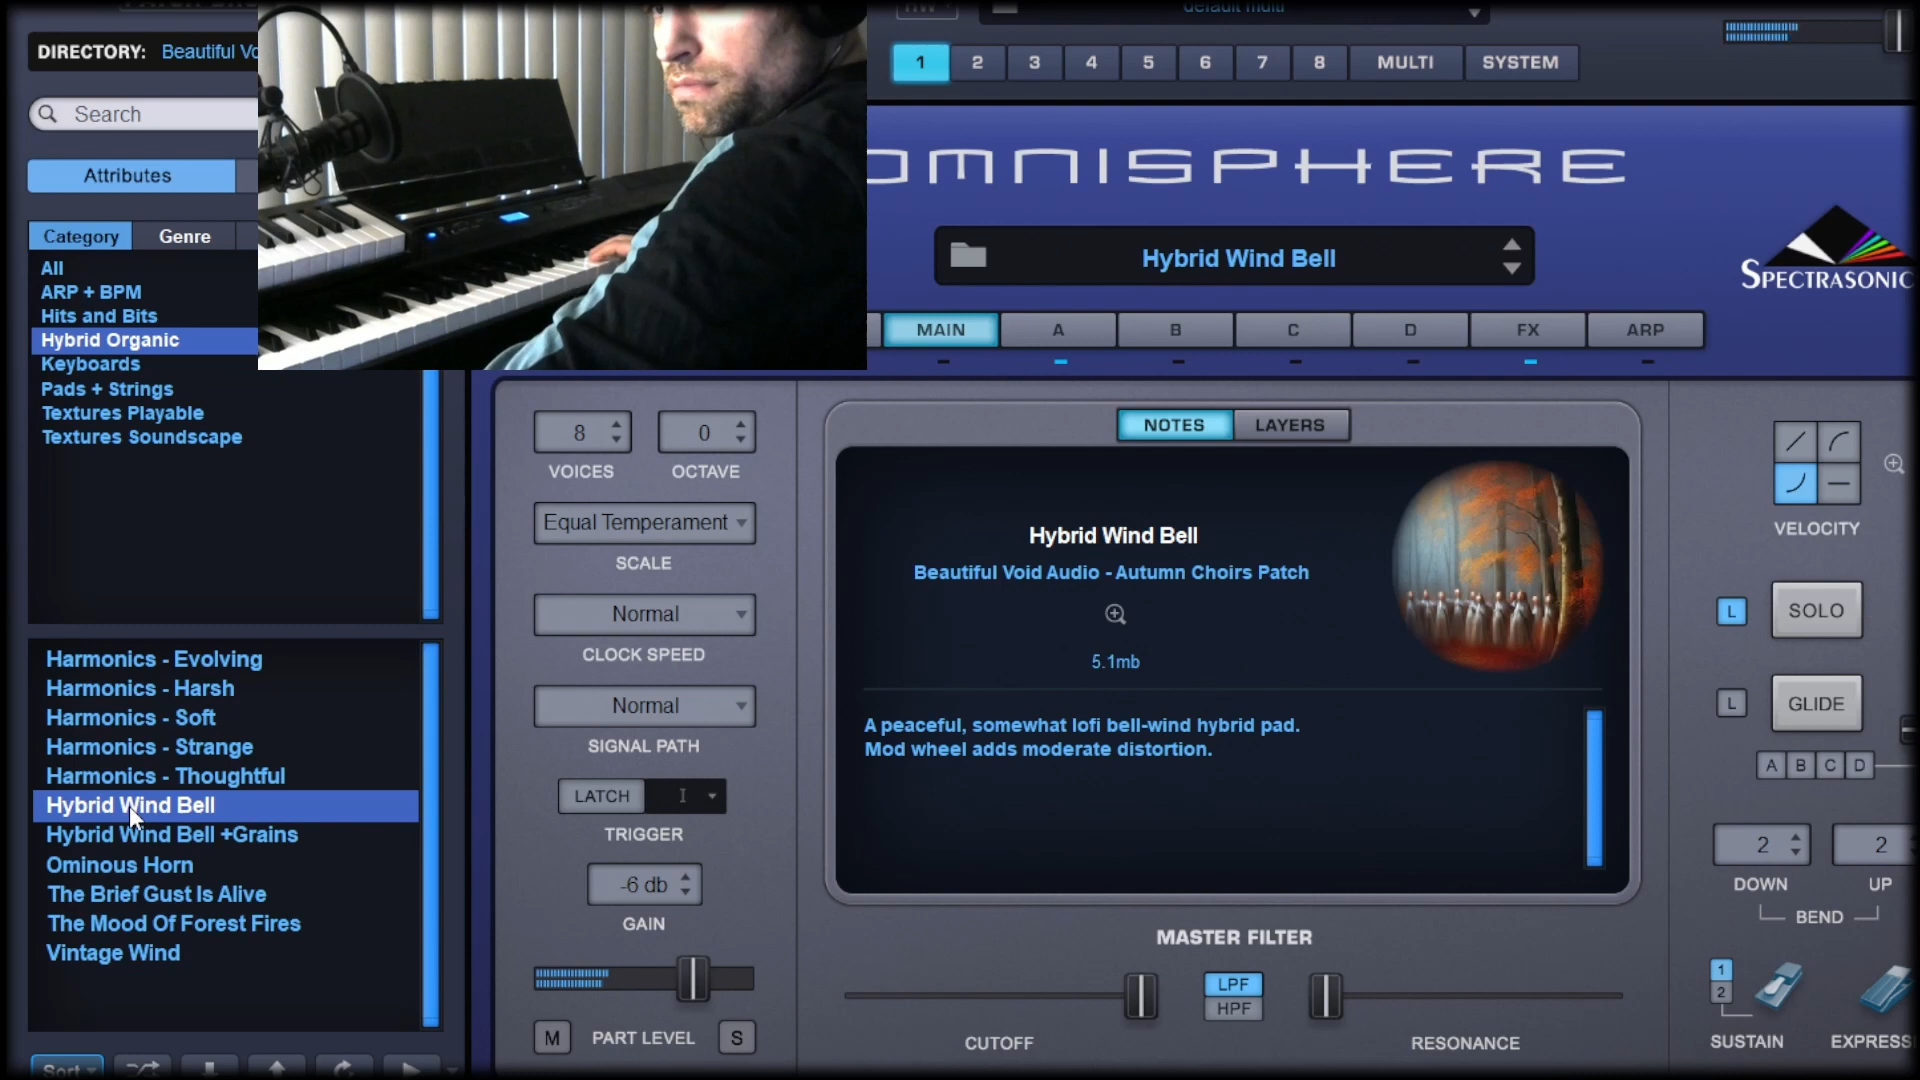 DIRECTORY: Beautiful
default multi
1 2 3 4 5 6 7 8 MULTI SYSTEM
Search
Attributes
OMNISPHERE
Category Genre
Hybrid Wind Bell
SPECTRASONIC
All
ARP + BPM
Hits and Bits
Hybrid Organic
Keyboards
Pads + Strings
Textures Playable
Textures Soundscape
MAIN A B C D FX ARP
8 0
VOICES OCTAVE
Equal Temperament
SCALE
Normal
CLOCK SPEED
Normal
SIGNAL PATH
LATCH
TRIGGER
-6 db
GAIN
M PART LEVEL S
NOTES LAYERS
Hybrid Wind Bell
Beautiful Void Audio - Autumn Choirs Patch
5.1mb
A peaceful, somewhat lofi bell-wind hybrid pad.
Mod wheel adds moderate distortion.
MASTER FILTER
LPF
HPF
CUTOFF RESONANCE
VELOCITY
L SOLO
L GLIDE
A B C D
2 2
DOWN UP
BEND
1
2
SUSTAIN EXPRESS
Harmonics - Evolving
Harmonics - Harsh
Harmonics - Soft
Harmonics - Strange
Harmonics - Thoughtful
Hybrid Wind Bell
Hybrid Wind Bell +Grains
Ominous Horn
The Brief Gust Is Alive
The Mood Of Forest Fires
Vintage Wind
Sort